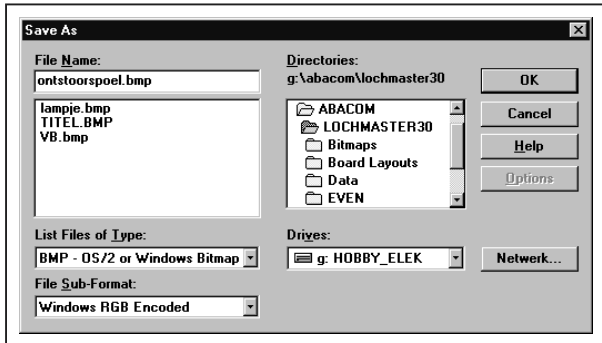 Save As
File Name:
ontstoorspoel.bmp
lampje.bmp
TITEL.BMP
VB.bmp
List Files of Type:
BMP - OS/2 or Windows Bitmap
File Sub-Format:
Windows RGB Encoded
Directories:
g:\abacom\lochmaster30
ABACOM
LOCHMASTER30
Bitmaps
Board Layouts
Data
EVEN
Drives:
g: HOBBY_ELEK
OK
Cancel
Help
Options
Netwerk...